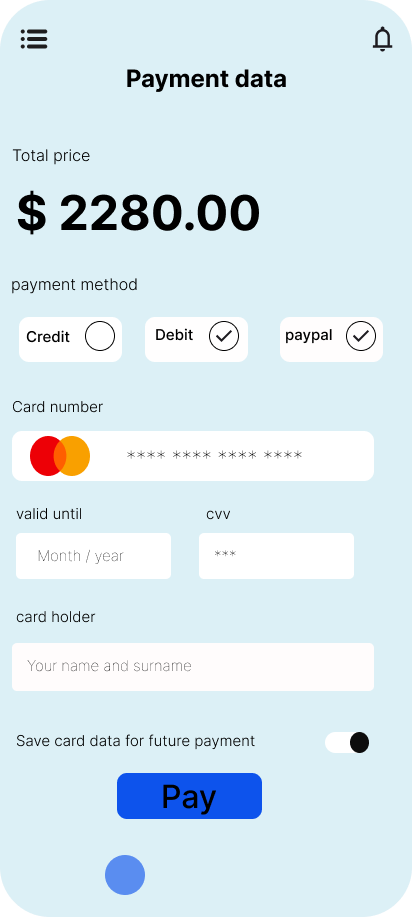 Payment data
Total price
$ 2280.00
payment method
Credit Debit paypal
Card number
**** **** **** ****
valid until cvv
Month / year ***
card holder
Your name and surname
Save card data for future payment
Pay